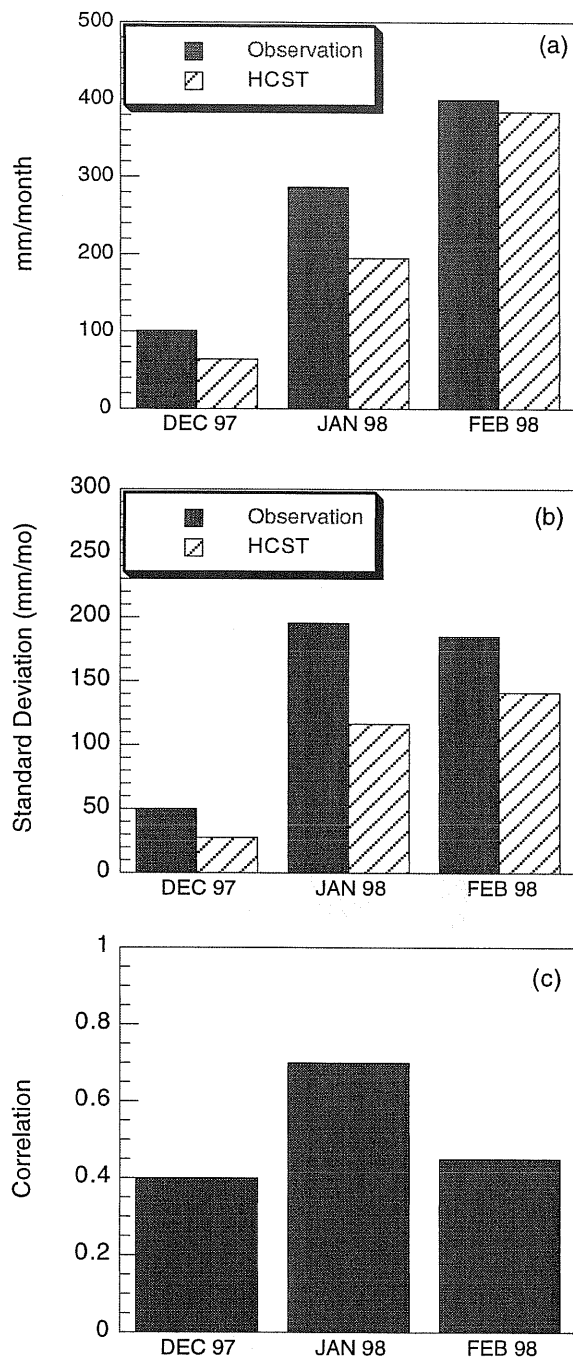 500
400
300
200
100
0
mm/month
Observation
HCST
(a)
DEC 97 JAN 98 FEB 98
300
250
200
150
100
50
0
Standard Deviation (mm/mo)
Observation
HCST
(b)
DEC 97 JAN 98 FEB 98
1
0.8
0.6
0.4
0.2
0
Correlation
(c)
DEC 97 JAN 98 FEB 98